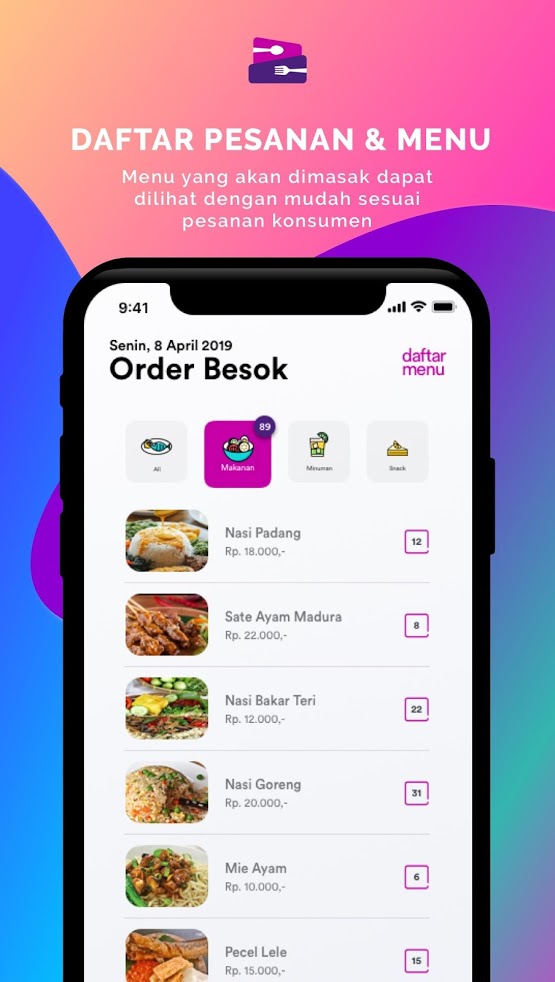 DAFTAR PESANAN & MENU
Menu yang akan dimasak dapat
dilihat dengan mudah sesuai
pesanan konsumen
9:41
Senin, 8 April 2019
Order Besok
daftar
menu
89
All
Makanan
Minuman
Snack
Nasi Padang
Rp. 18.000,-
12
Sate Ayam Madura
Rp. 22.000,-
8
Nasi Bakar Teri
Rp. 12.000,-
22
Nasi Goreng
Rp. 20.000,-
31
Mie Ayam
Rp. 10.000,-
6
Pecel Lele
Rp. 15.000,-
15